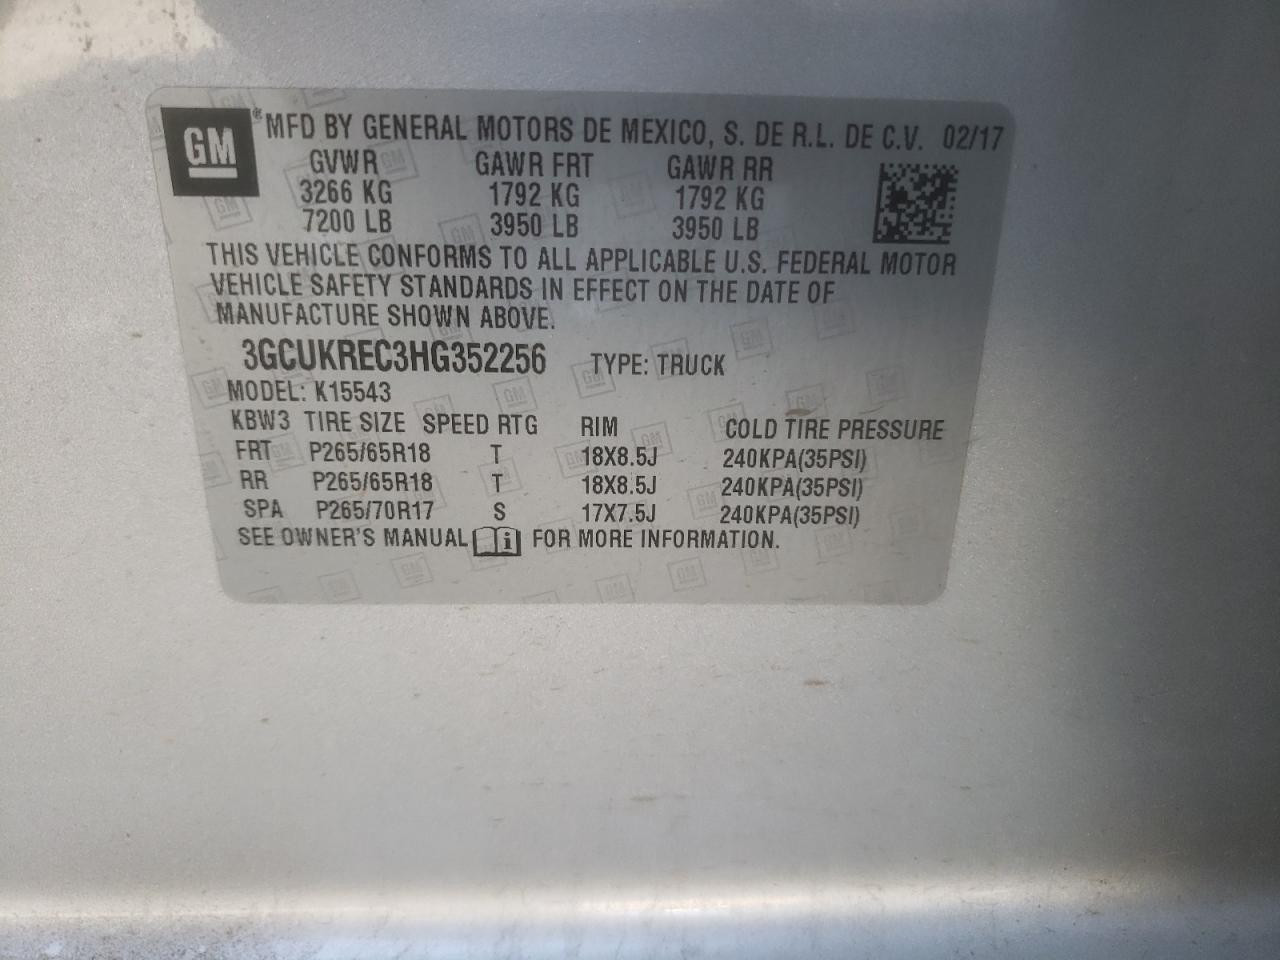 GM ® MFD BY GENERAL MOTORS DE MEXICO, S. DE R.L. DE C.V. 02/17
GVWR GAWR FRT GAWR RR
3266 KG 1792 KG 1792 KG
7200 LB 3950 LB 3950 LB
THIS VEHICLE CONFORMS TO ALL APPLICABLE U.S. FEDERAL MOTOR
VEHICLE SAFETY STANDARDS IN EFFECT ON THE DATE OF
MANUFACTURE SHOWN ABOVE.
3GCUKREC3HG352256 TYPE: TRUCK
MODEL: K15543
KBW3 TIRE SIZE SPEED RTG RIM COLD TIRE PRESSURE
FRT P265/65R18 T 18X8.5J 240KPA(35PSI)
RR P265/65R18 T 18X8.5J 240KPA(35PSI)
SPA P265/70R17 S 17X7.5J 240KPA(35PSI)
SEE OWNER'S MANUAL i FOR MORE INFORMATION.